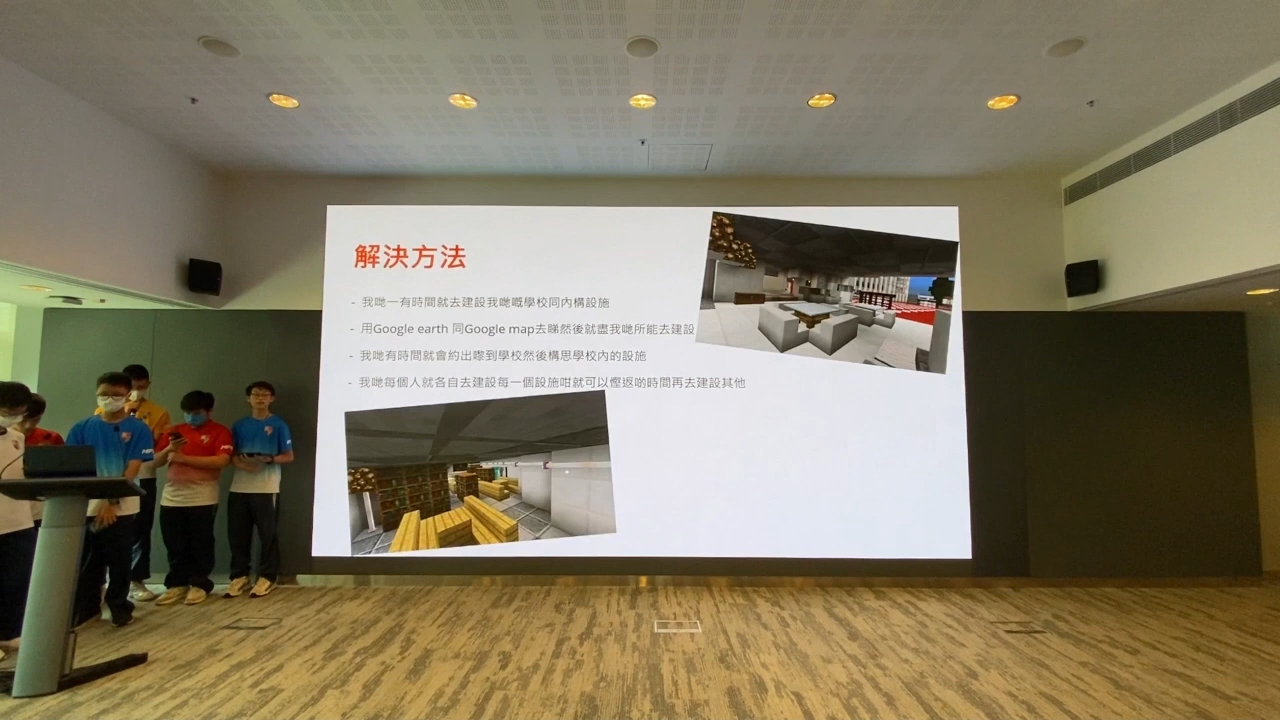 解決方法
- 我哋一有時間就去建設我哋嘅學校同內構設施
- 用Google earth 同Google map去睇然後就盡我哋所能去建設
- 我哋有時間就會約出嚟到學校然後構思學校內的設施
- 我哋每個人就各自去建設每一個設施咁就可以慳返啲時間再去建設其他